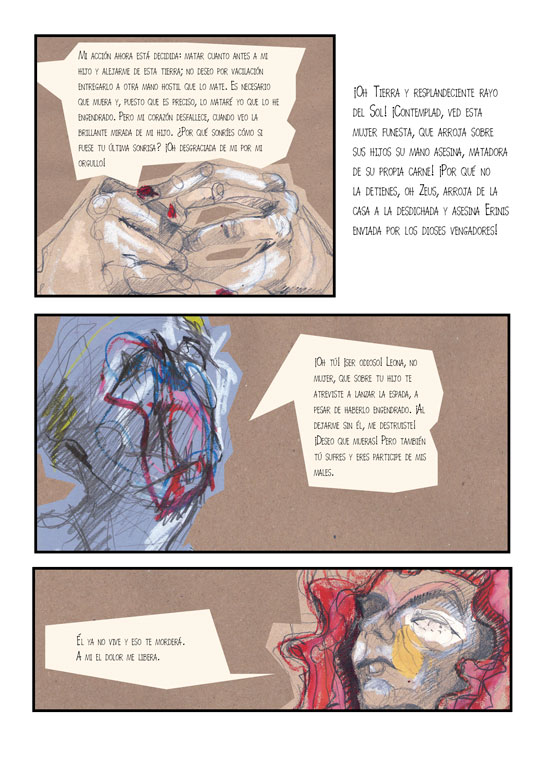 Mi acción ahora está decidida: matar cuanto antes a mi
hijo y alejarme de esta tierra; no deseo por vacilación
entregarlo a otra mano hostil que lo mate. Es necesario
que muera y, puesto que es preciso, lo mataré yo que lo he
engendrado. Pero mi corazón desfallece, cuando veo la
brillante mirada de mi hijo. ¿Por qué sonreís cómo si
fuese tu última sonrisa? ¡Oh desgraciada de mi por mi
orgullo!
¡Oh Tierra y resplandeciente rayo
del Sol! ¡Contemplad, ved esta
mujer funesta, que arroja sobre
sus hijos su mano asesina, matadora
de su propia carne! ¡Por qué no
la detienes, oh Zeus, arroja de la
casa a la desdichada y asesina Erinis
enviada por los dioses vengadores!
¡Oh tú! ¡ser odioso! Leona, no
mujer, que sobre tu hijo te
atreviste a lanzar la espada, a
pesar de haberlo engendrado. ¡Al
dejarme sin él, me destruiste!
¡Deseo que mueras! Pero también
tú sufres y eres participe de mis
males.
Él ya no vive y eso te morderá.
A mi el dolor me libera.